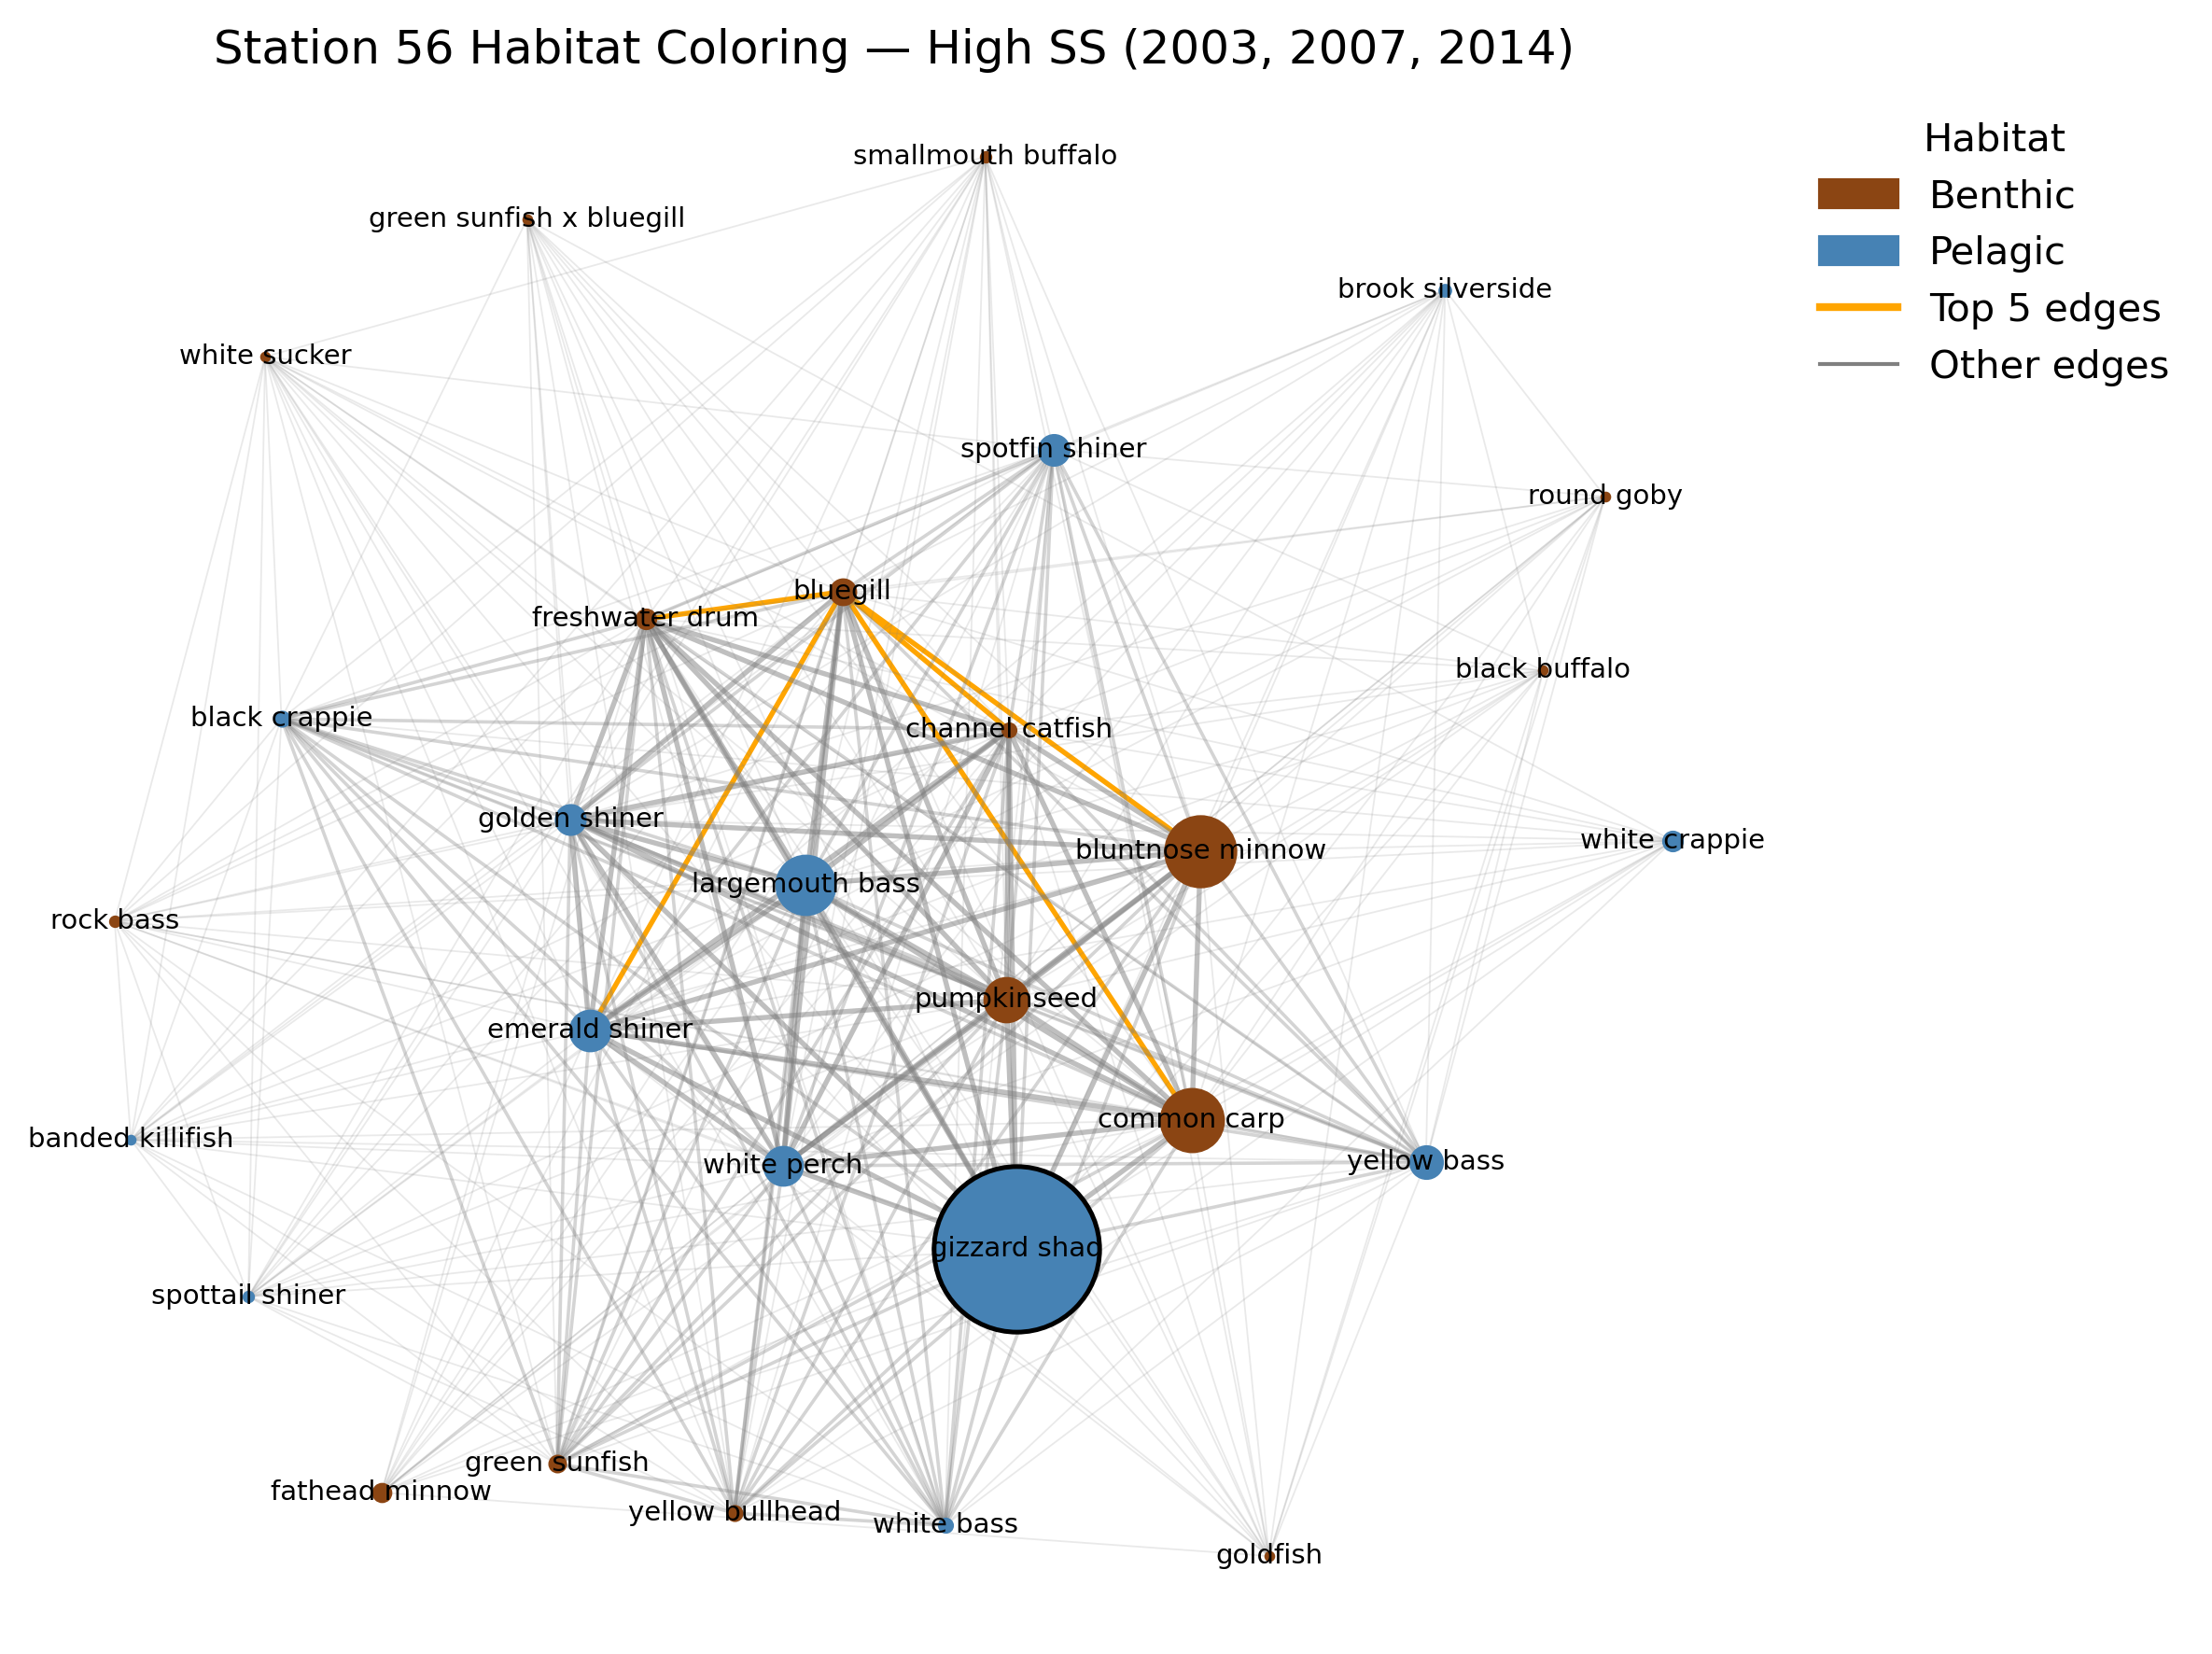 Station 56 Habitat Coloring — High SS (2003, 2007, 2014)
Habitat
Benthic
Pelagic
Top 5 edges
Other edges
smallmouth buffalo
green sunfish x bluegill
brook silverside
white sucker
spotfin shiner
round goby
bluegill
freshwater drum
black buffalo
black crappie
channel catfish
golden shiner
white crappie
bluntnose minnow
largemouth bass
rock bass
pumpkinseed
emerald shiner
common carp
banded killifish
white perch
yellow bass
gizzard shad
spottail shiner
green sunfish
fathead minnow
yellow bullhead
white bass
goldfish